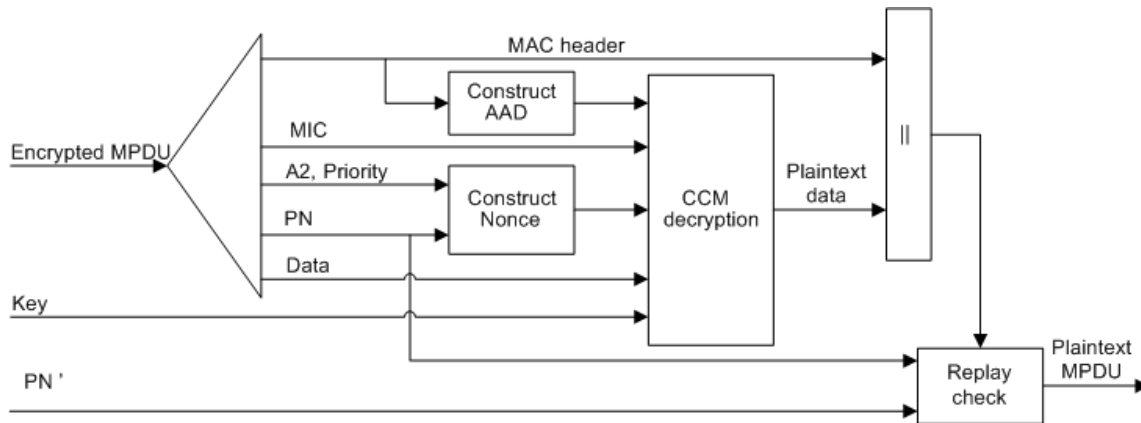 MAC header
Construct
AAD
MIC
Encrypted MPDU
A2, Priority
Construct
Nonce
PN
Data
Key
CCM
decryption
Plaintext
data
||
PN '
Replay
check
Plaintext
MPDU